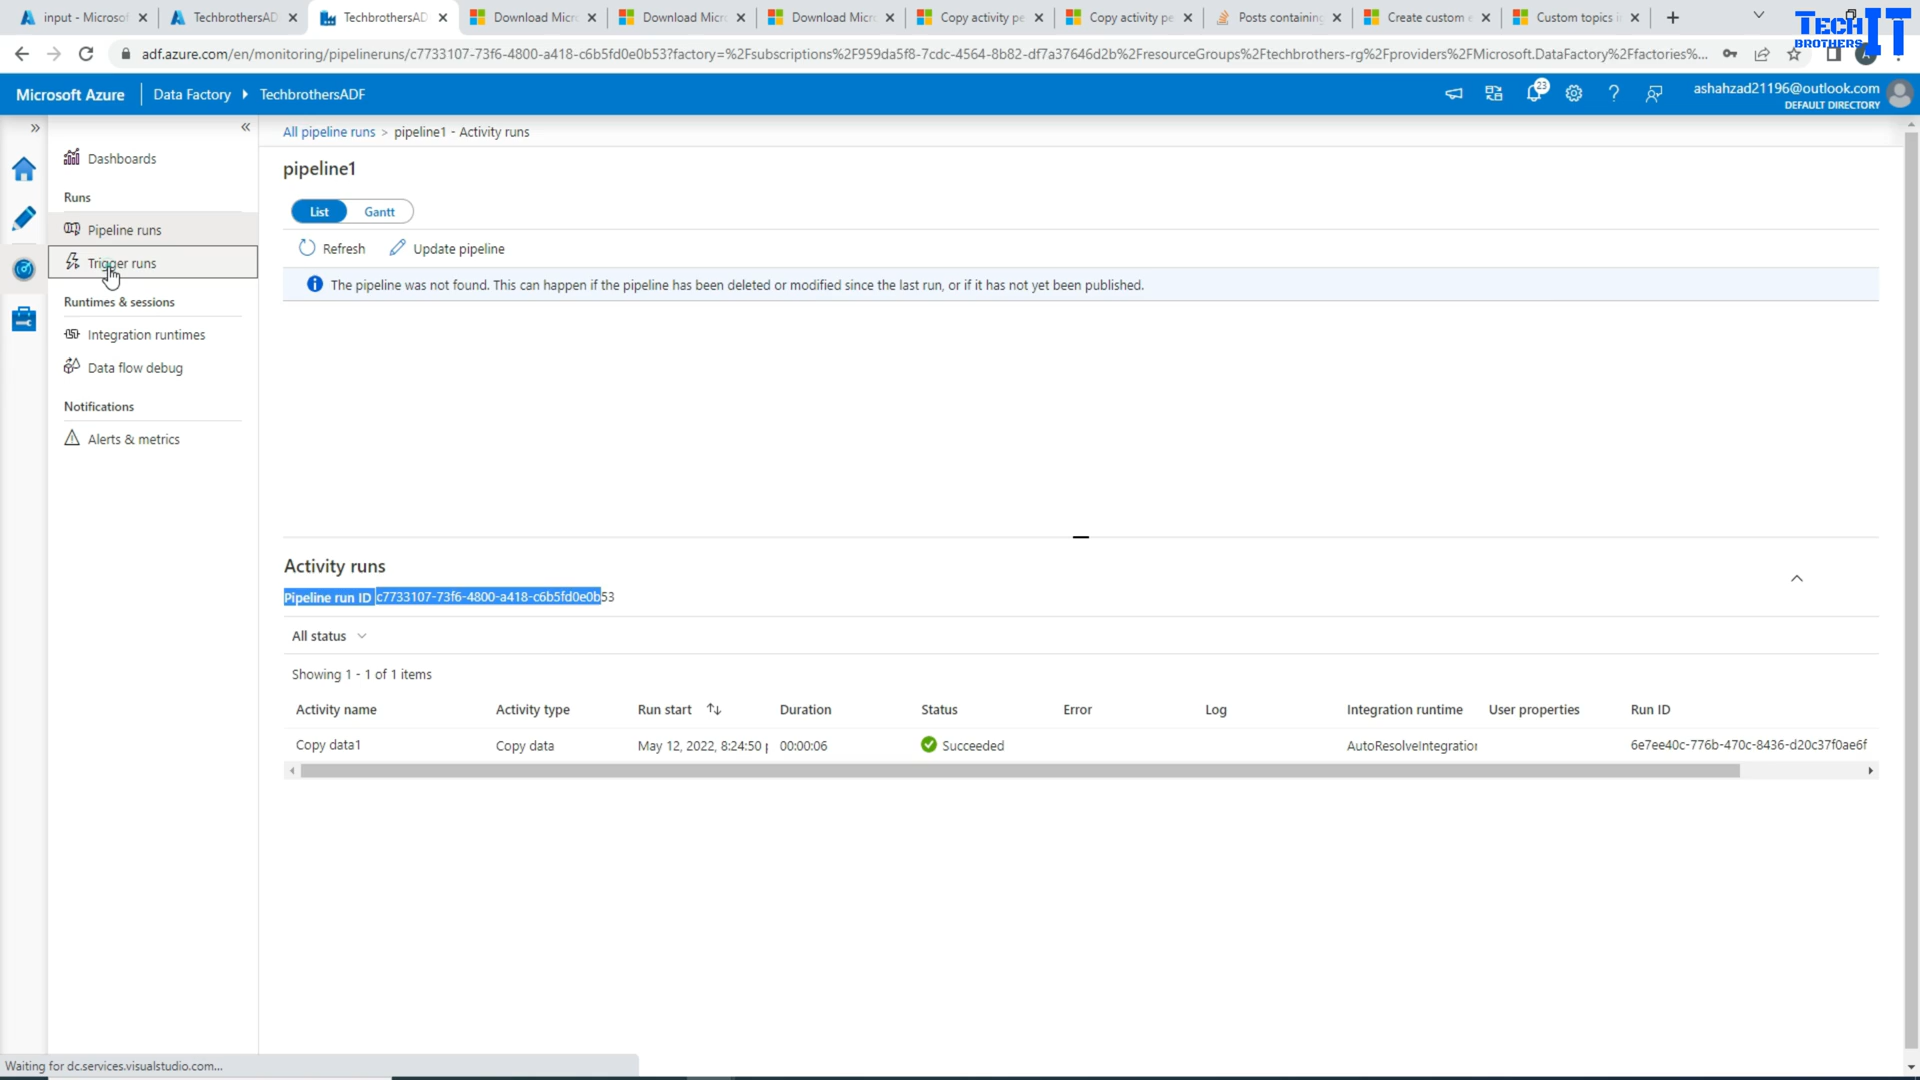 input - Microsof
TechbrothersAD
TechbrothersAD
Download Micro
Download Micro
Download Micro
Copy activity pe
Copy activity pe
Posts containing
Create custom e
Custom topics i
TECH IT
BROTHERS
adf.azure.com/en/monitoring/pipelineruns/c7733107-73f6-4800-a418-c6b5fd0e0b53?factory=%2Fsubscriptions%2F959da5f8-7cdc-4564-8b82-df7a37646d2b%2FresourceGroups%2Ftechbrothers-rg%2Fproviders%2FMicrosoft.DataFactory%2Ffactories%...
Microsoft Azure
Data Factory
TechbrothersADF
23
ashahzad21196@outlook.com
DEFAULT DIRECTORY
Dashboards
Runs
Pipeline runs
Trigger runs
Runtimes & sessions
Integration runtimes
Data flow debug
Notifications
Alerts & metrics
All pipeline runs > pipeline1 - Activity runs
pipeline1
List
Gantt
Refresh
Update pipeline
The pipeline was not found. This can happen if the pipeline has been deleted or modified since the last run, or if it has not yet been published.
Activity runs
Pipeline run ID c7733107-73f6-4800-a418-c6b5fd0e0b53
All status
Showing 1 - 1 of 1 items
Activity name Activity type Run start Duration Status Error Log Integration runtime User properties Run ID
Copy data1 Copy data May 12, 2022, 8:24:50 p 00:00:06 Succeeded AutoResolveIntegration 6e7ee40c-776b-470c-8436-d20c37f0ae6f
Waiting for dc.services.visualstudio.com...